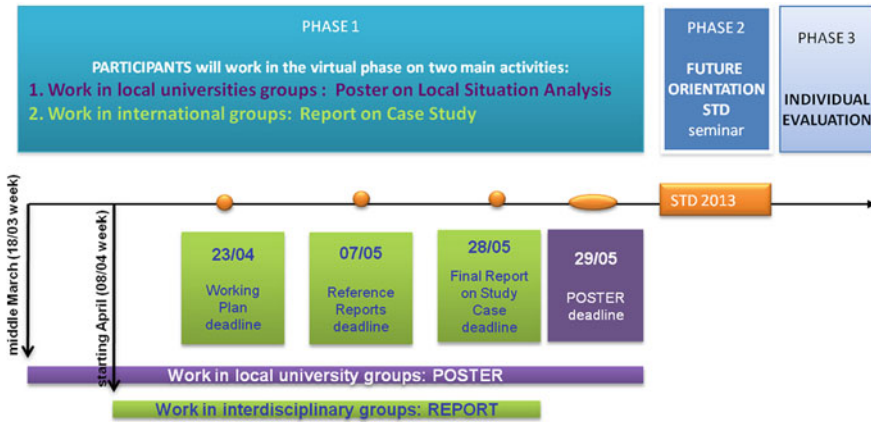 PHASE 1
PARTICIPANTS will work in the virtual phase on two main activities:
1. Work in local universities groups : Poster on Local Situation Analysis
2. Work in international groups: Report on Case Study
PHASE 2
FUTURE
ORIENTATION
STD
seminar
PHASE 3
INDIVIDUAL
EVALUATION
STD 2013
middle March (18/03 week)
starting April (08/04 week)
23/04
Working
Plan
deadline
07/05
Reference
Reports
deadline
28/05
Final Report
on Study
Case
deadline
29/05
POSTER
deadline
Work in local university groups: POSTER
Work in interdisciplinary groups: REPORT